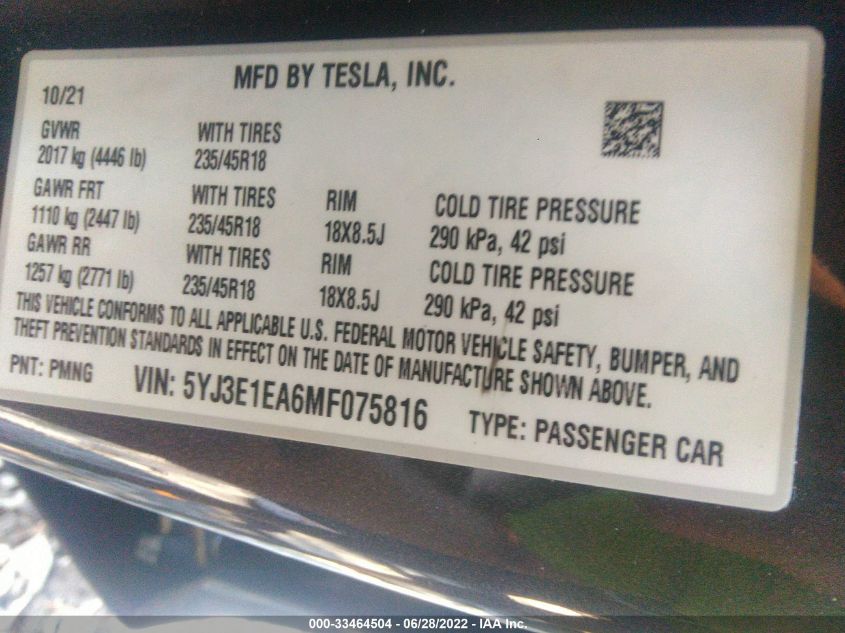 MFD BY TESLA, INC.
10/21
GVWR WITH TIRES
2017 kg (4446 lb) 235/45R18
GAWR FRT WITH TIRES RIM COLD TIRE PRESSURE
1110 kg (2447 lb) 235/45R18 18X8.5J 290 kPa, 42 psi
GAWR RR WITH TIRES RIM COLD TIRE PRESSURE
1257 kg (2771 lb) 235/45R18 18X8.5J 290 kPa, 42 psi
THIS VEHICLE CONFORMS TO ALL APPLICABLE U.S. FEDERAL MOTOR VEHICLE SAFETY, BUMPER, AND
THEFT PREVENTION STANDARDS IN EFFECT ON THE DATE OF MANUFACTURE SHOWN ABOVE.
PNT: PMNG VIN: 5YJ3E1EA6MF075816 TYPE: PASSENGER CAR
000-33464504 - 06/28/2022 - IAA Inc.